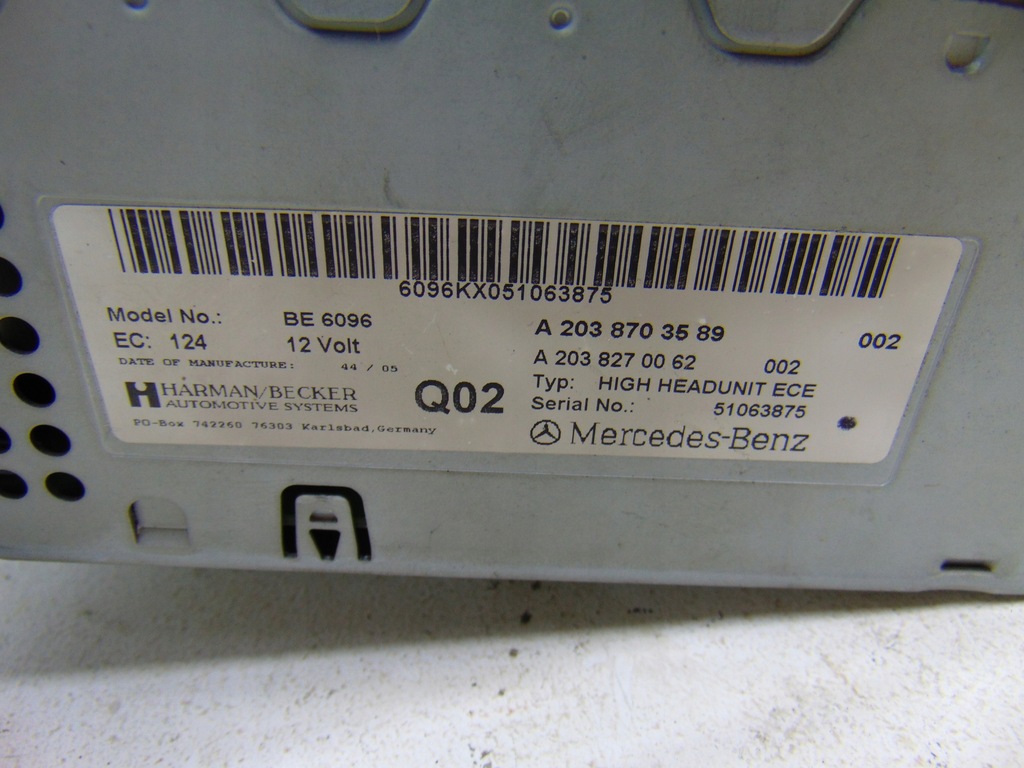 6096KX051063875
Model No.: BE 6096
EC: 124 12 Volt
DATE OF MANUFACTURE: 44 / 05
HARMAN/BECKER
AUTOMOTIVE SYSTEMS
PO-Box 742260 76303 Karlsbad,Germany
Q02
A 203 870 35 89 002
A 203 827 00 62 002
Typ: HIGH HEADUNIT ECE
Serial No.: 51063875
Mercedes-Benz